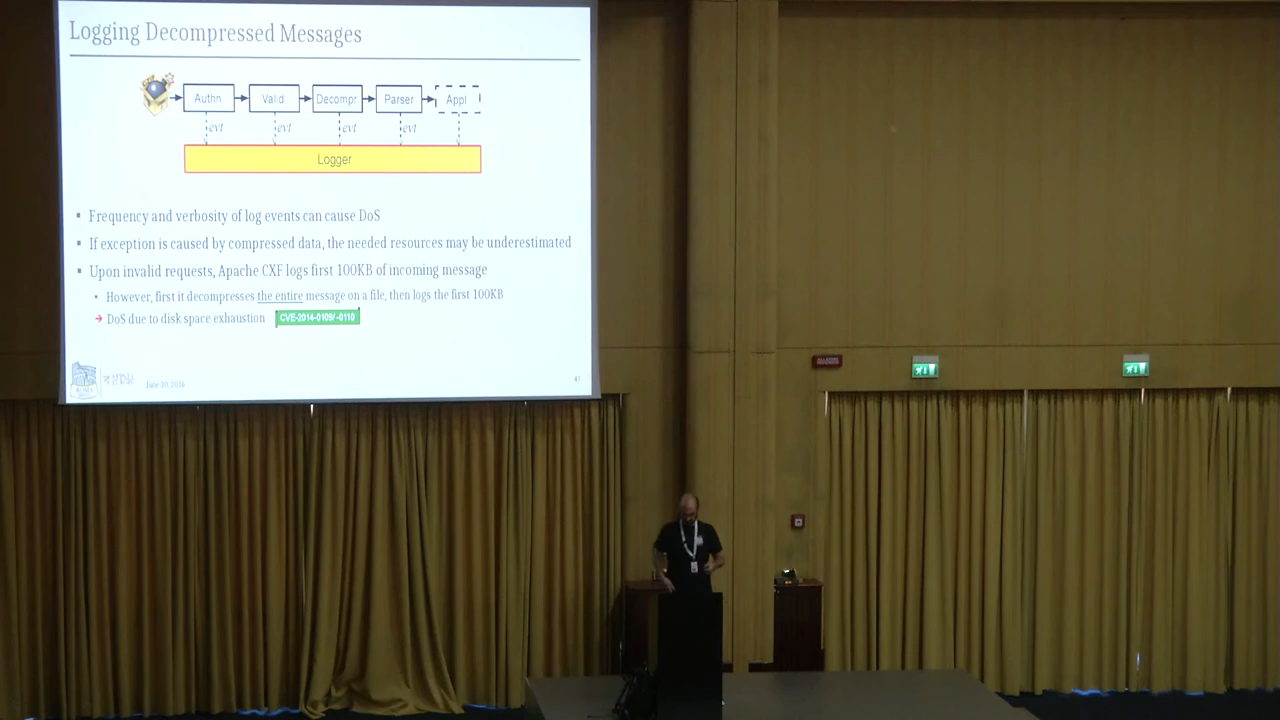 Logging Decompressed Messages
Authn
Valid
Decompr
Parser
Appl
evt
evt
evt
evt
Logger
▪ Frequency and verbosity of log events can cause DoS
▪ If exception is caused by compressed data, the needed resources may be underestimated
▪ Upon invalid requests, Apache CXF logs first 100KB of incoming message
• However, first it decompresses the entire message on a file, then logs the first 100KB
➔ DoS due to disk space exhaustion CVE-2014-0109/ -0110
June 30, 2016